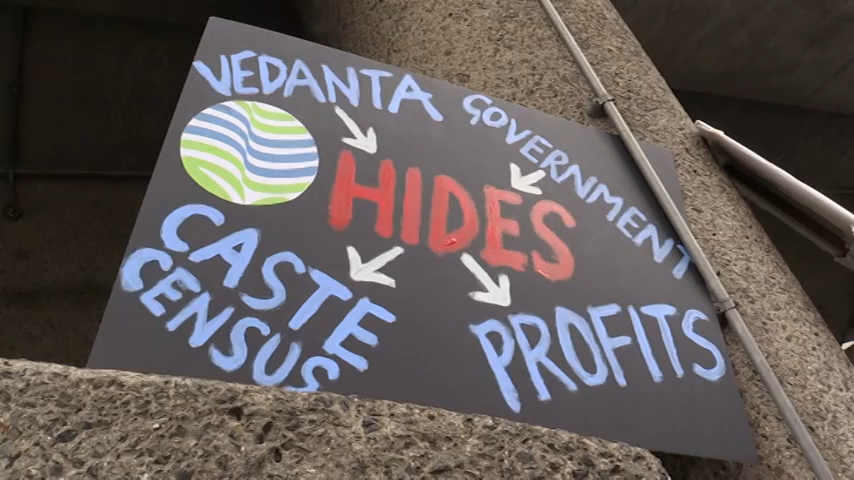 VEDANTA GOVERNMENT
HIDES
CASTE
CENSUS
PROFITS